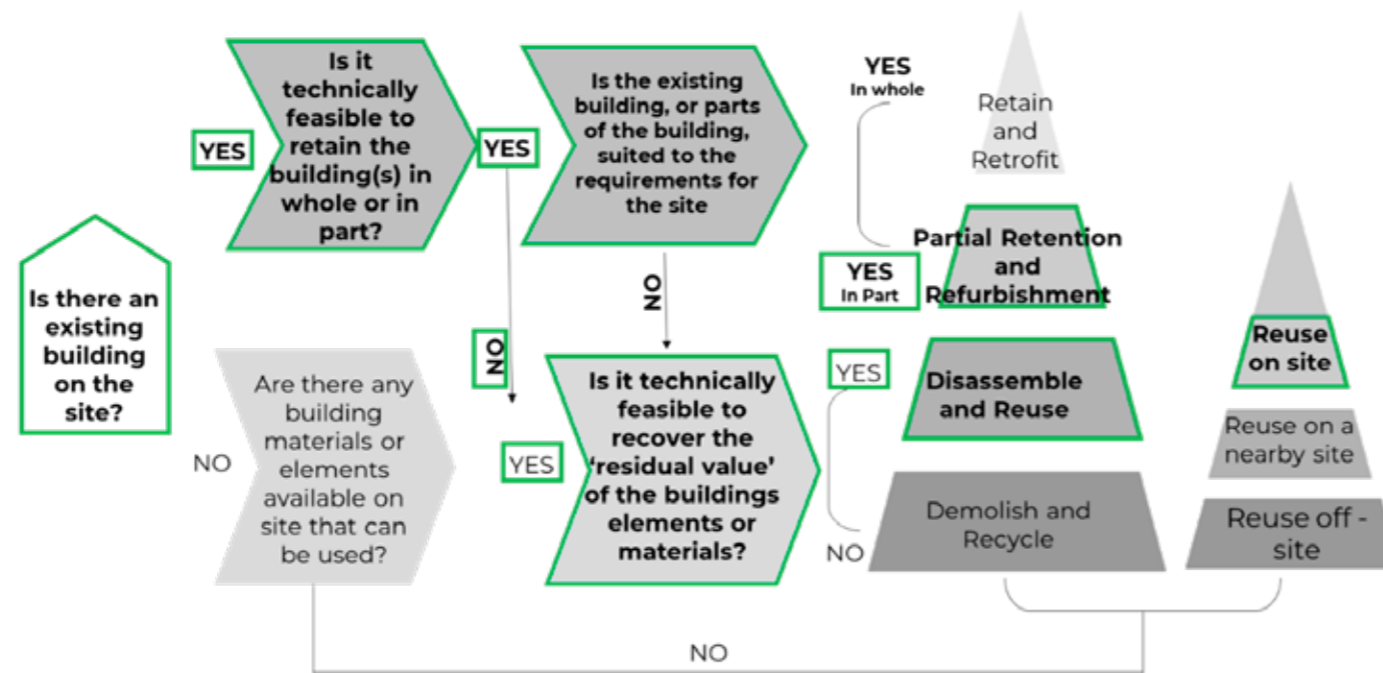 Is there an
existing
building
on the
site?
YES
Is it
technically
feasible to
retain the
building(s) in
whole or in
part?
YES
Is the existing
building, or parts
of the building,
suited to the
requirements for
the site
NO
NO
NO
Are there any
building
materials or
elements
available on
site that can
be used?
YES
Is it technically
feasible to
recover the
‘residual value’
of the buildings
elements or
materials?
YES
In whole
YES
In Part
YES
NO
Retain
and
Retrofit
Partial Retention
and
Refurbishment
Disassemble
and Reuse
Demolish and
Recycle
Reuse
on site
Reuse on a
nearby site
Reuse off -
site
NO